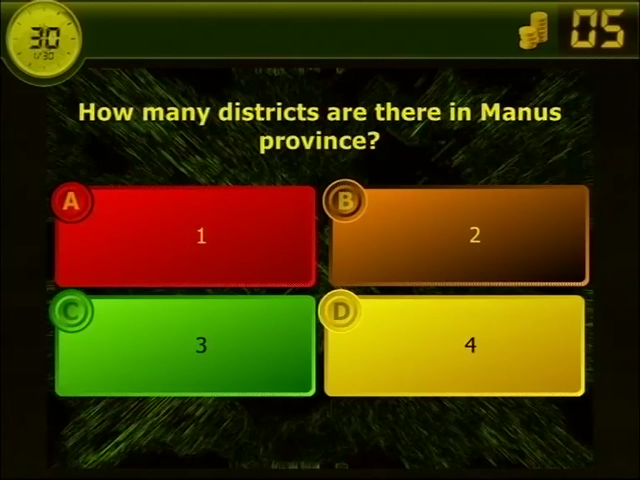 30
1/30
05
How many districts are there in Manus
province?
A
1
B
2
C
3
D
4